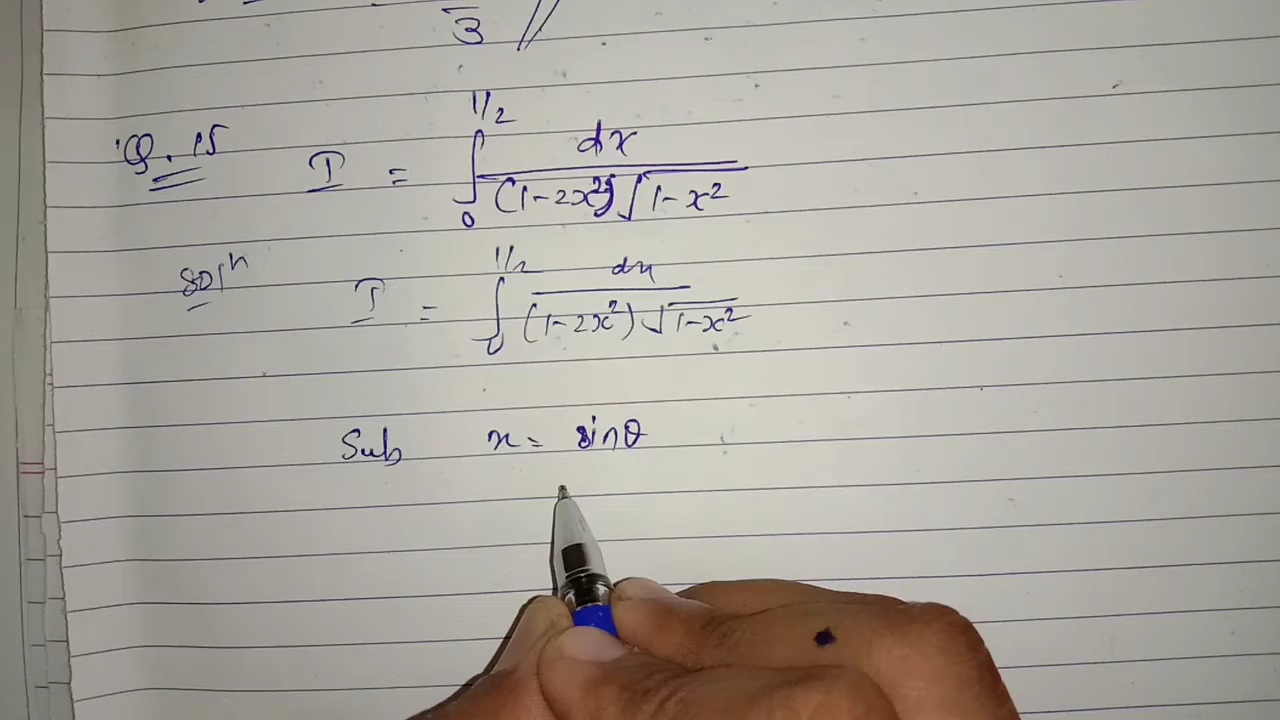 3 //
Q. 15 I = ∫₀^{1/2} dx / (1-2x²) √1-x²
Solⁿ I = ∫₀^{1/2} dx / (1-2x²) √1-x²
Sub x = sinθ